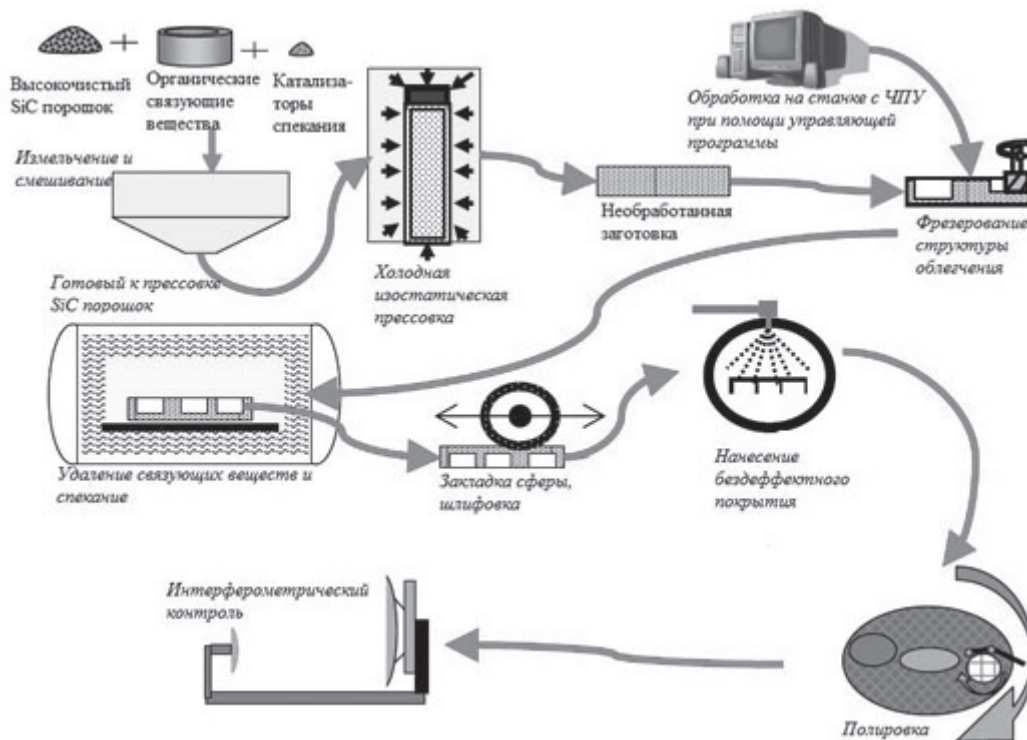 Высокочистый
SiC порошок
Органические
связующие
вещества
Катализа-
торы
спекания
Измельчение и
смешивание
Готовый к прессовке
SiC порошок
Холодная
изостатическая
прессовка
Необработанная
заготовка
Обработка на станке с ЧПУ
при помощи управляющей
программы
Фрезерование
структуры
облегчения
Удаление связующих веществ и
спекание
Закладка сферы,
шлифовка
Нанесение
бездеффектного
покрытия
Полировка
Интерферометрический
контроль